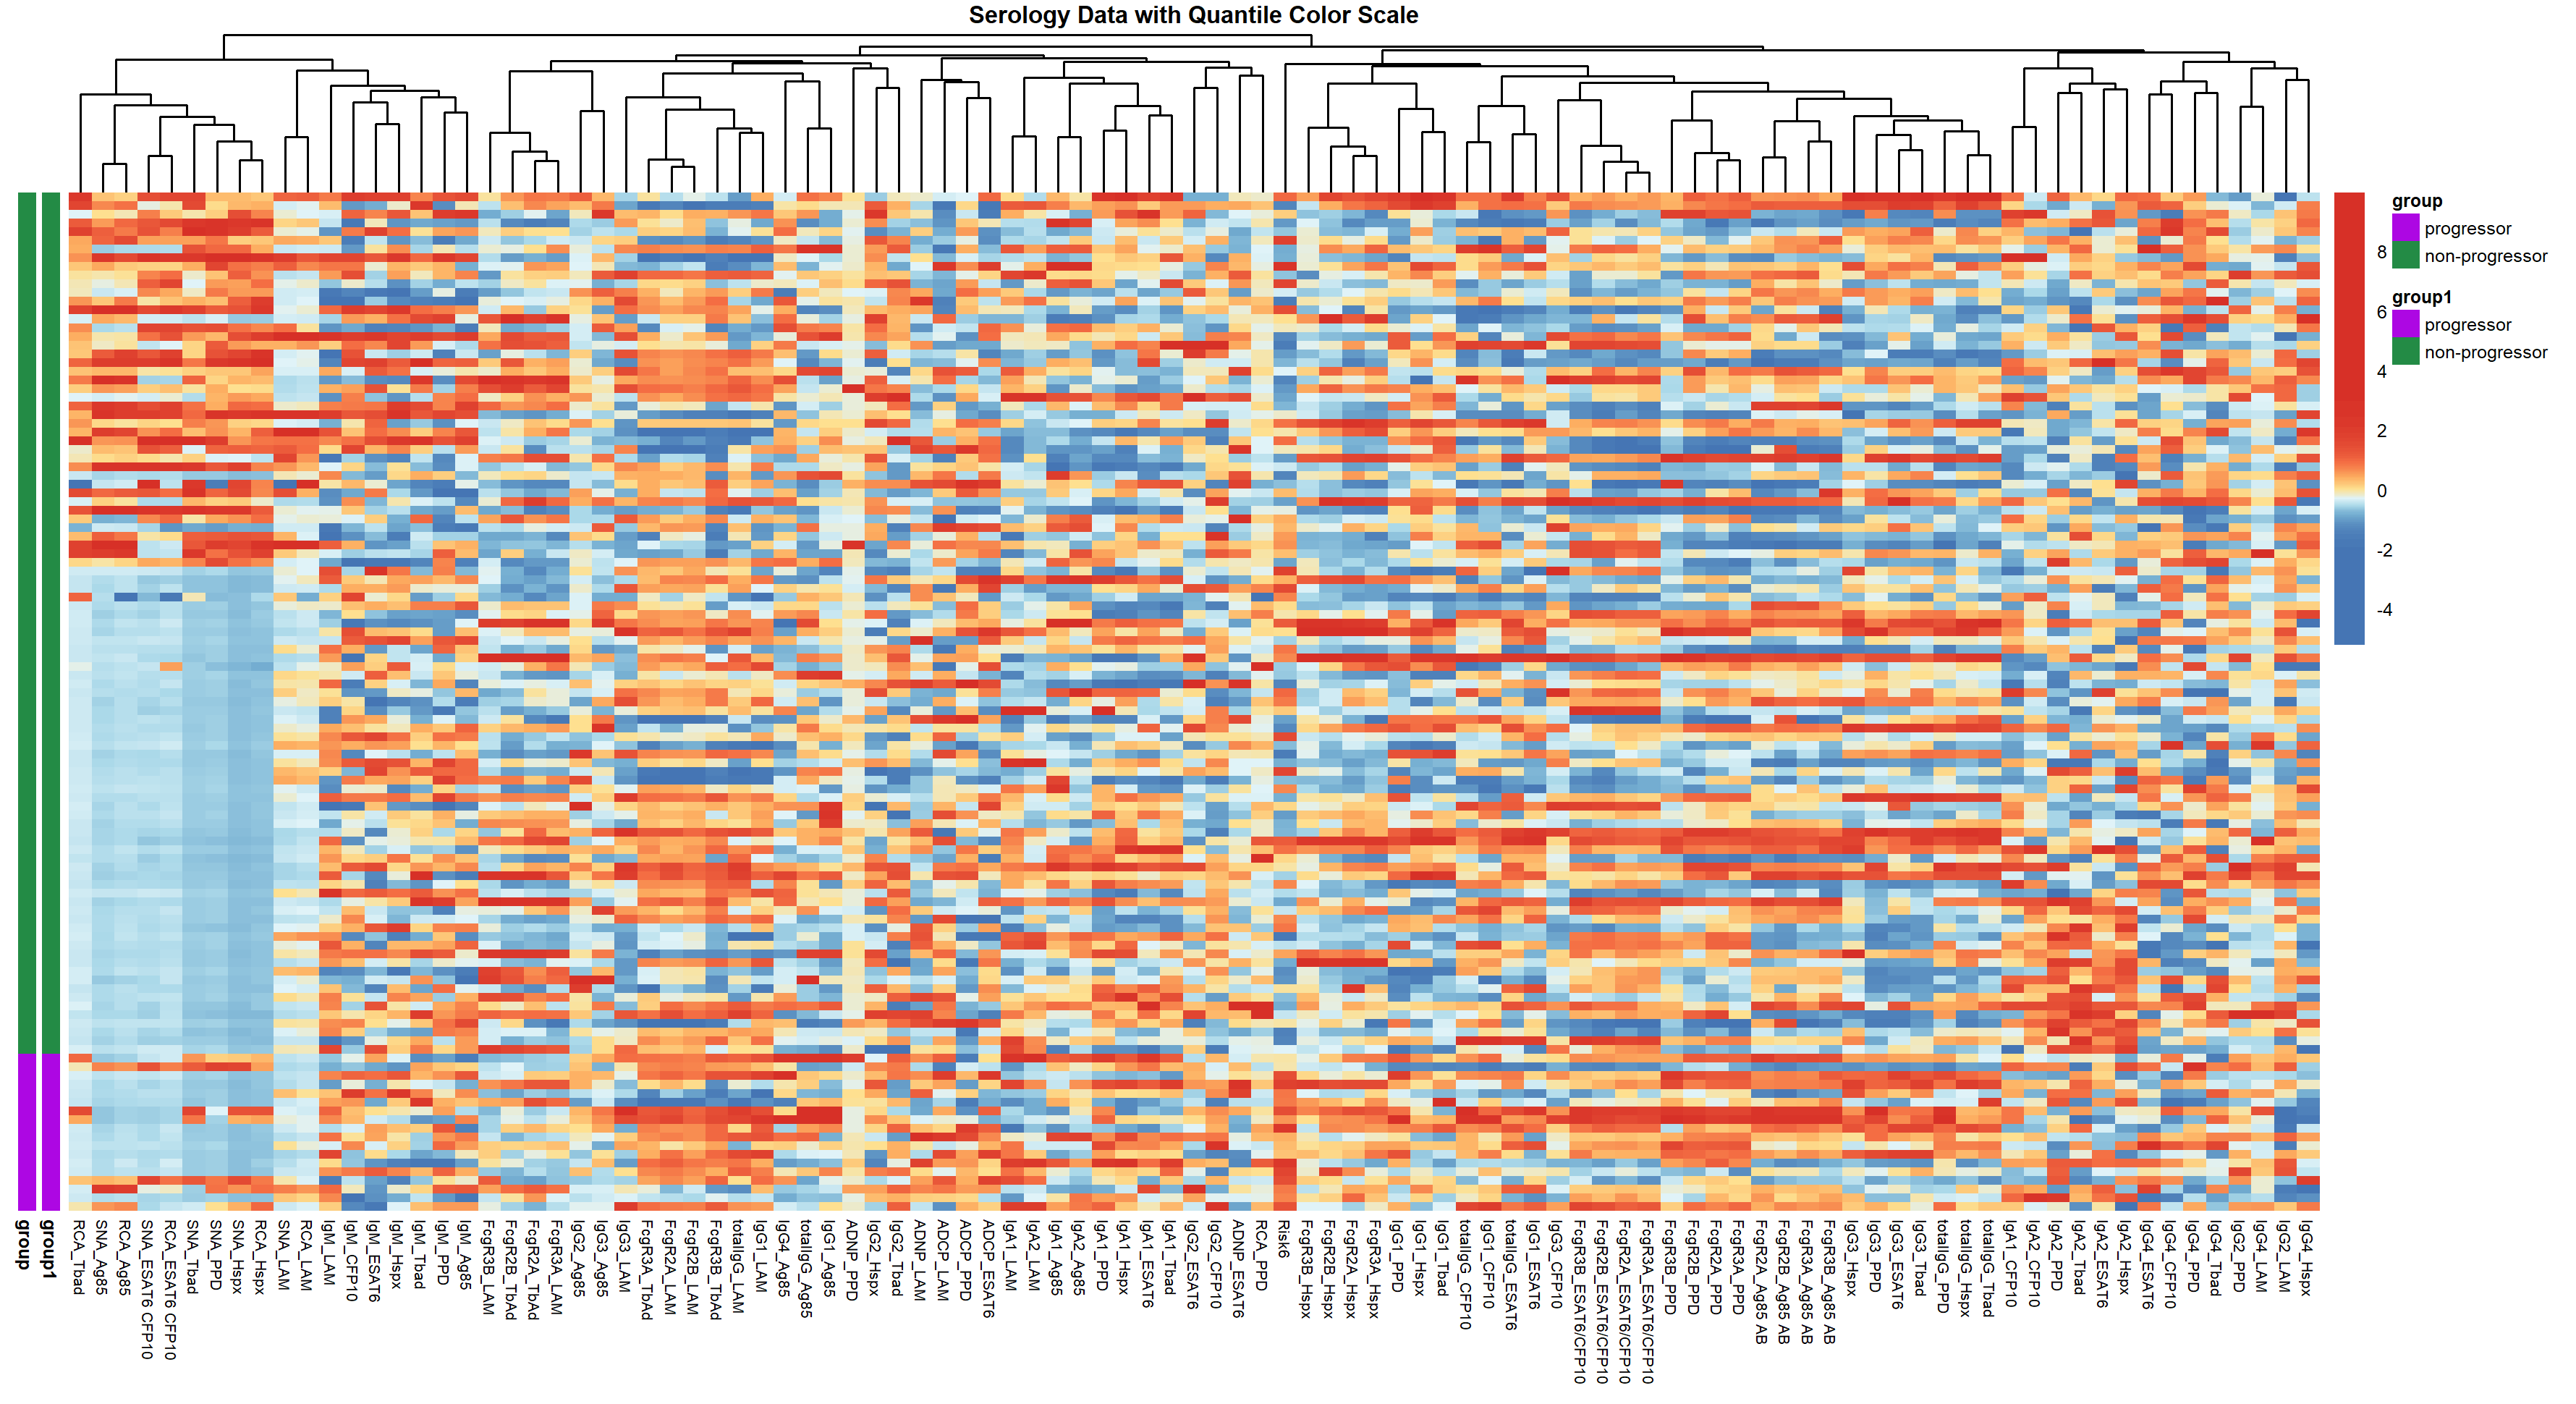 Serology Data with Quantile Color Scale
group
progressor
non-progressor
group1
progressor
non-progressor
8
6
4
2
0
-2
-4
group
group1
RCA_Tbad
SNA_Ag85
RCA_Ag85
SNA_ESAT6 CFP10
RCA_ESAT6 CFP10
SNA_Tbad
SNA_PPD
SNA_Hspx
RCA_Hspx
SNA_LAM
RCA_LAM
IgM_LAM
IgM_CFP10
IgM_ESAT6
IgM_Hspx
IgM_Tbad
IgM_PPD
IgM_Ag85
FcgR3B_LAM
FcgR2B_TbAd
FcgR2A_TbAd
FcgR3A_LAM
IgG2_Ag85
IgG3_Ag85
IgG3_LAM
FcgR3A_TbAd
FcgR2A_LAM
FcgR2B_LAM
FcgR3B_TbAd
totalIgG_LAM
IgG1_LAM
IgG4_Ag85
totalIgG_Ag85
IgG1_Ag85
ADNP_PPD
IgG2_Hspx
IgG2_Tbad
ADNP_LAM
ADCP_LAM
ADCP_PPD
ADCP_ESAT6
IgA1_LAM
IgA2_LAM
IgA1_Ag85
IgA2_Ag85
IgA1_PPD
IgA1_Hspx
IgA1_ESAT6
IgA1_Tbad
IgG2_ESAT6
IgG2_CFP10
ADNP_ESAT6
RCA_PPD
Risk6
FcgR3B_Hspx
FcgR2B_Hspx
FcgR2A_Hspx
FcgR3A_Hspx
IgG1_PPD
IgG1_Hspx
IgG1_Tbad
totalIgG_CFP10
IgG1_CFP10
totalIgG_ESAT6
IgG1_ESAT6
IgG3_CFP10
FcgR3B_ESAT6/CFP10
FcgR2B_ESAT6/CFP10
FcgR2A_ESAT6/CFP10
FcgR3A_ESAT6/CFP10
FcgR3B_PPD
FcgR2B_PPD
FcgR2A_PPD
FcgR3A_PPD
FcgR2A_Ag85 AB
FcgR2B_Ag85 AB
FcgR3A_Ag85 AB
FcgR3B_Ag85 AB
IgG3_Hspx
IgG3_PPD
IgG3_ESAT6
IgG3_Tbad
totalIgG_PPD
totalIgG_Hspx
totalIgG_Tbad
IgA1_CFP10
IgA2_CFP10
IgA2_PPD
IgA2_Tbad
IgA2_ESAT6
IgA2_Hspx
IgG4_ESAT6
IgG4_CFP10
IgG4_PPD
IgG4_Tbad
IgG2_PPD
IgG4_LAM
IgG2_LAM
IgG4_Hspx